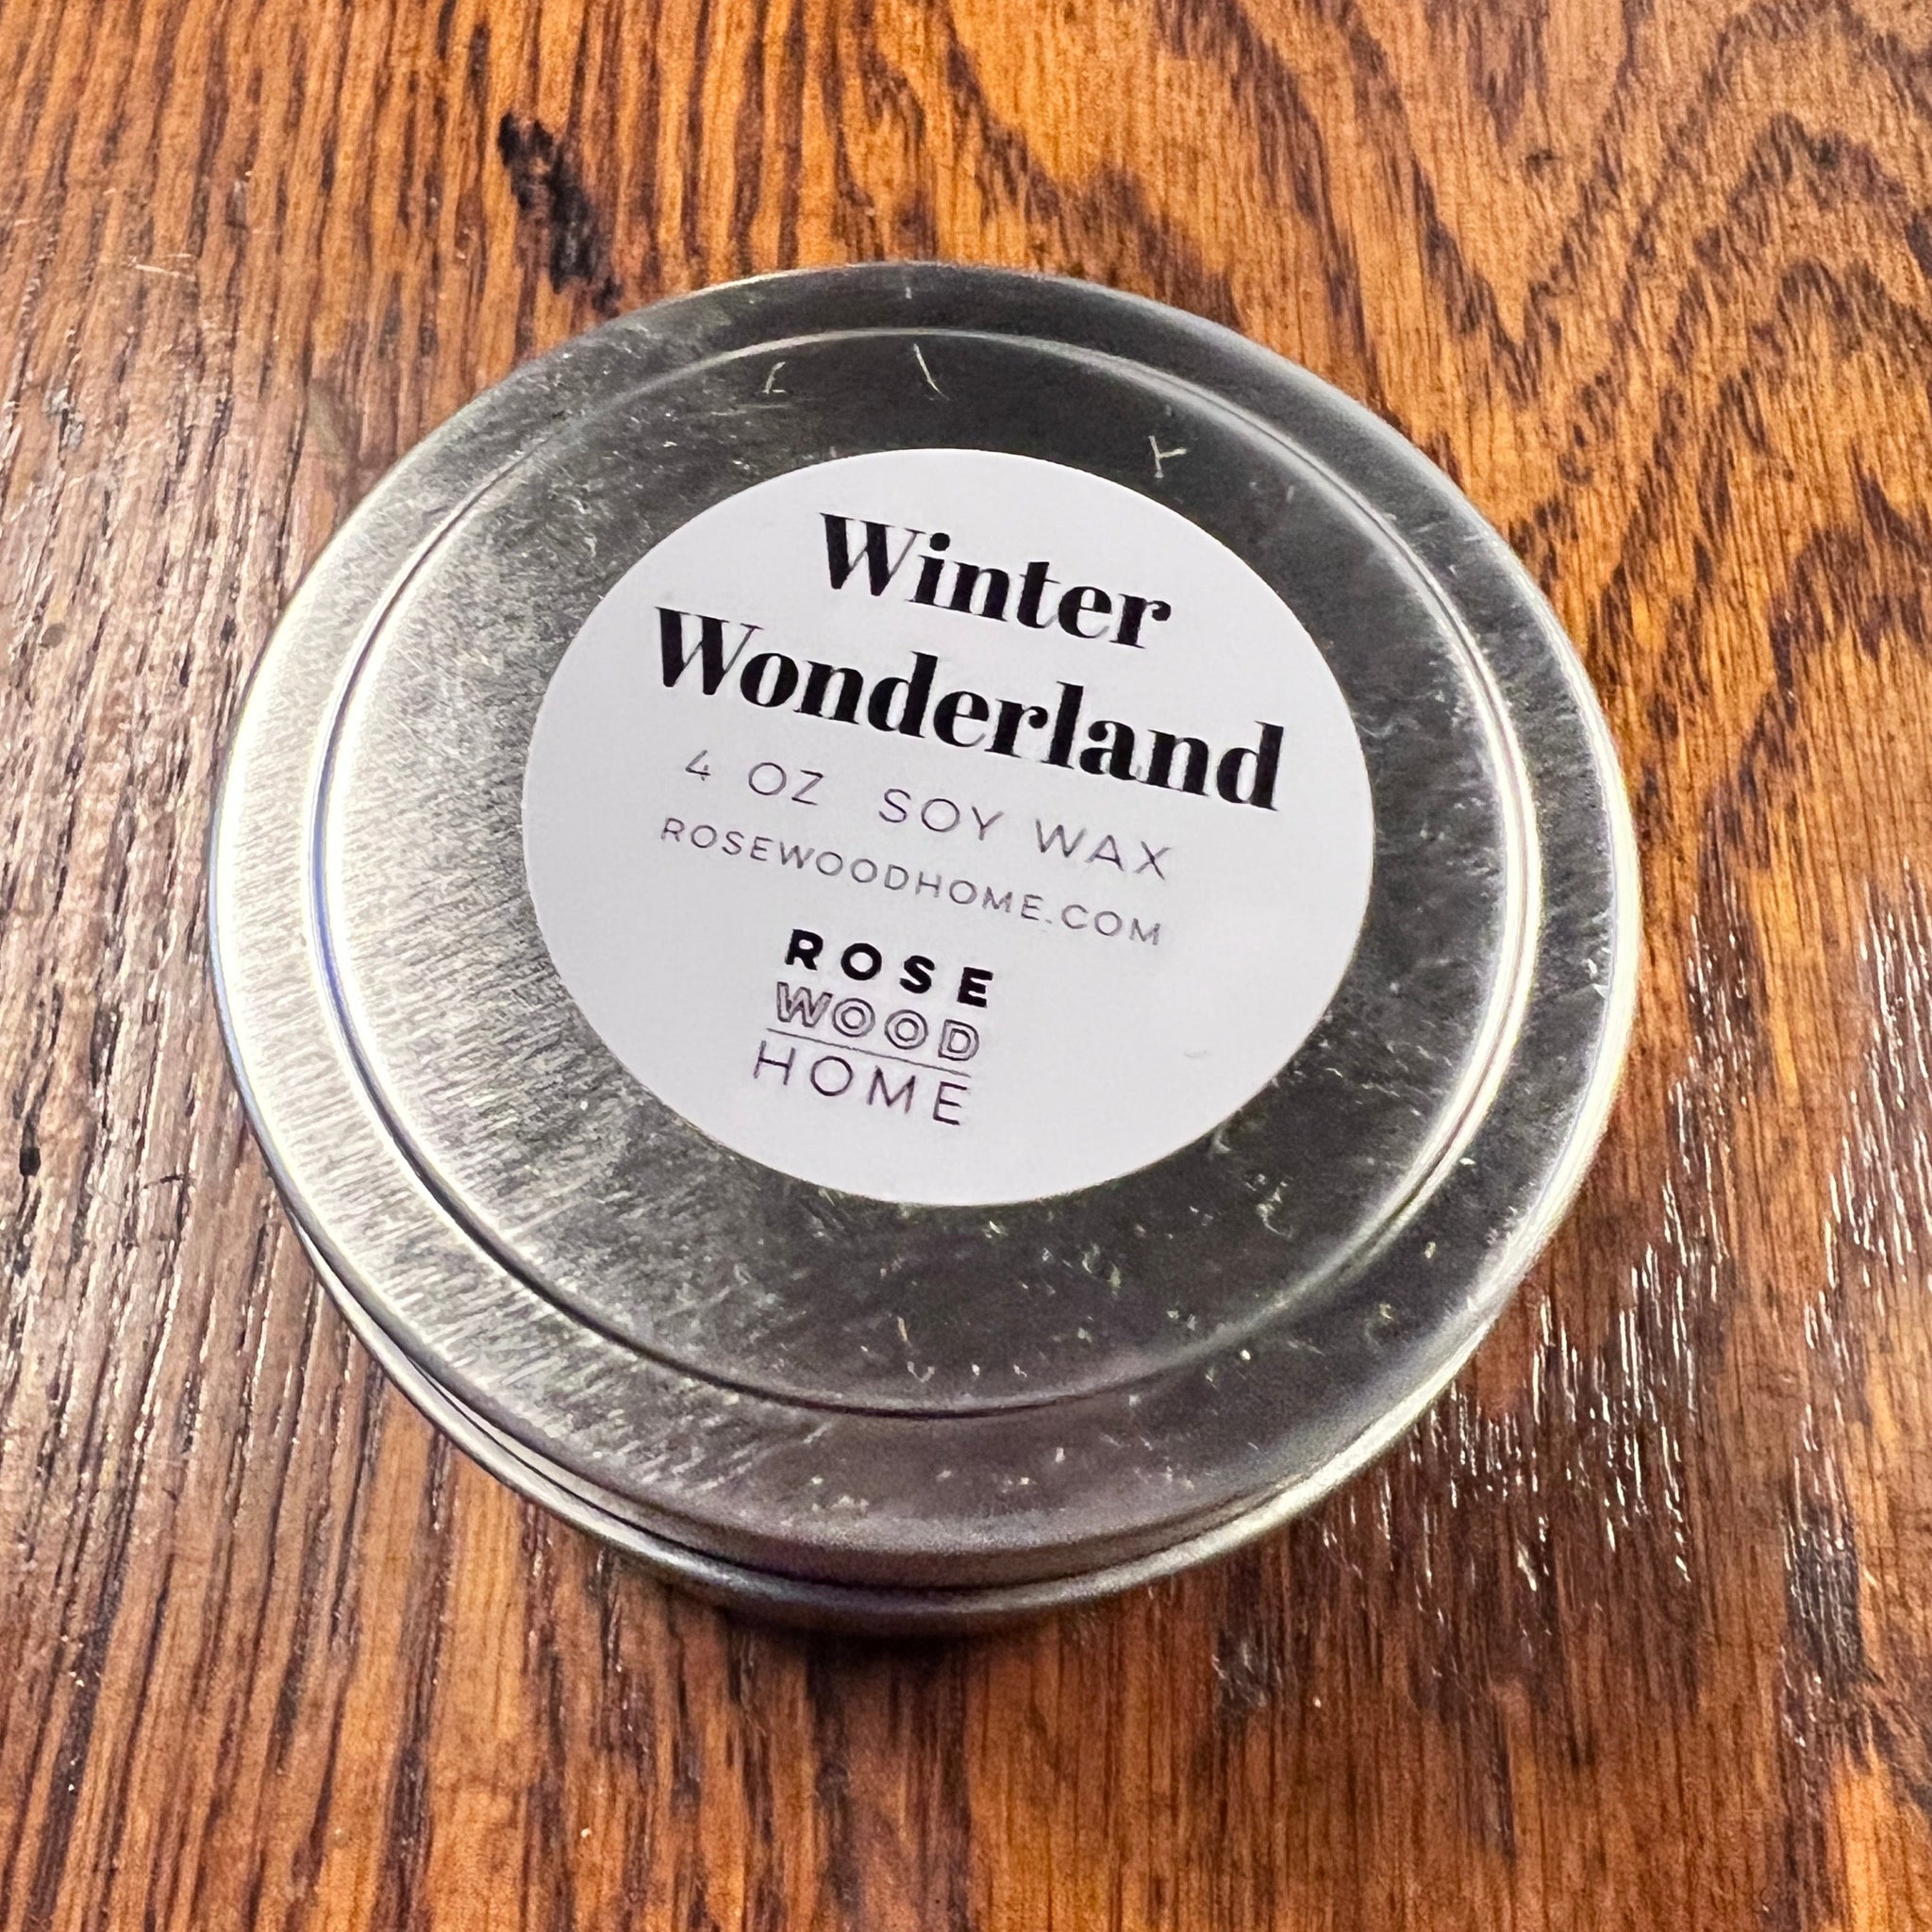 Winter
Wonderland
4 OZ SOY WAX
ROSEWOODHOME.COM
ROSE
WOOD
HOME